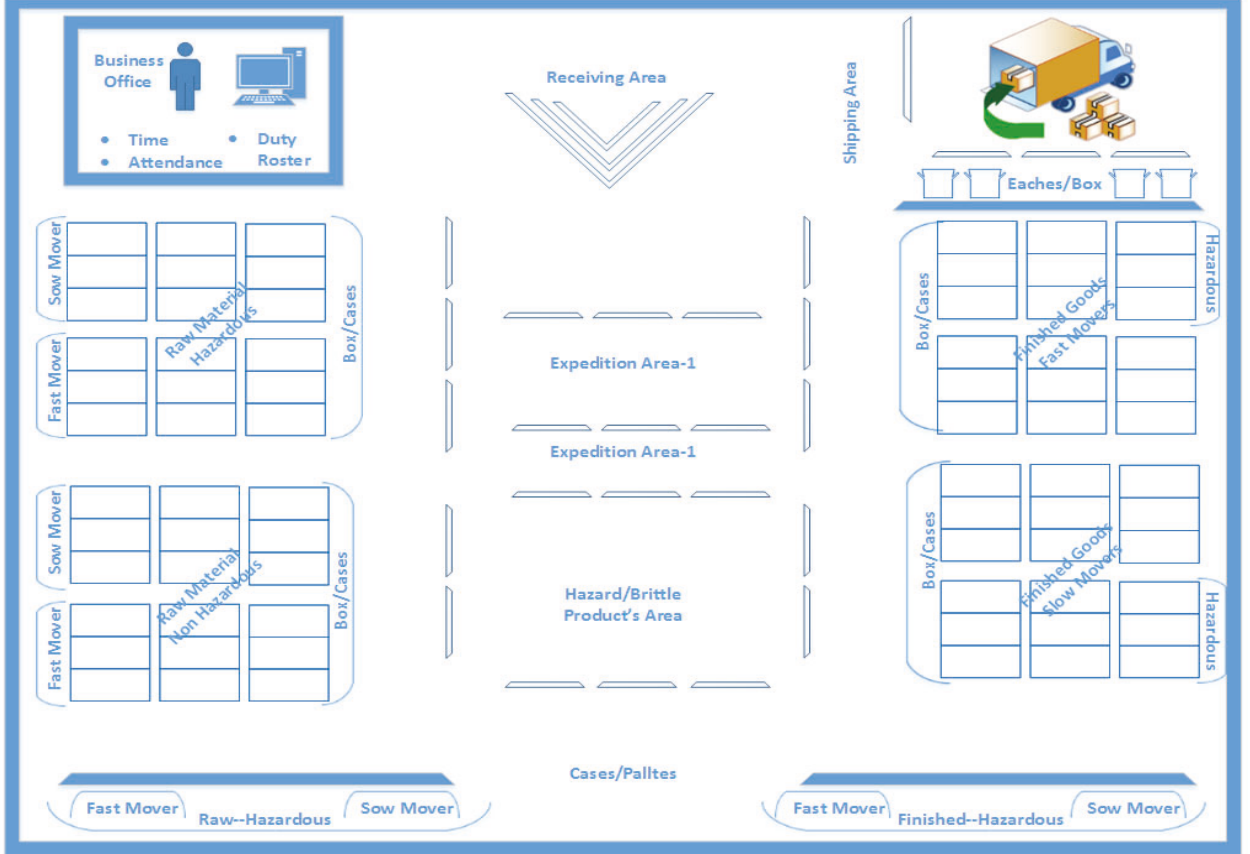 Business
Office
• Time
• Attendance
• Duty
Roster
Receiving Area
Shipping Area
Eaches/Box
Sow Mover
Fast Mover
Raw Material
Hazardous
Box/Cases
Expedition Area-1
Expedition Area-1
Box/Cases
Finished Goods
Fast Movers
Hazardous
Sow Mover
Fast Mover
Raw Material
Non Hazardous
Box/Cases
Hazard/Brittle
Product's Area
Box/Cases
Finished Goods
Slow Movers
Hazardous
Cases/Palltes
Fast Mover
Raw--Hazardous
Sow Mover
Fast Mover
Finished--Hazardous
Sow Mover